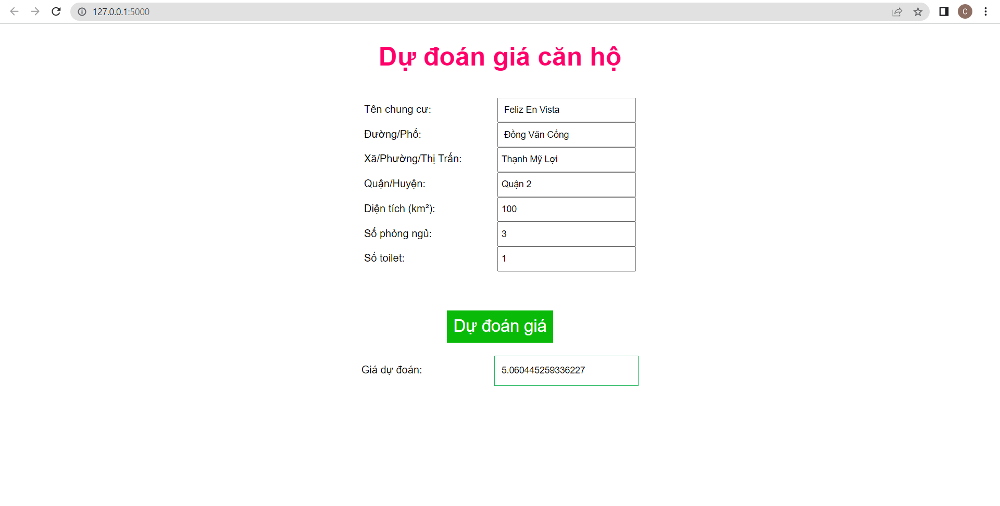 127.0.0.1:5000
C
Dự đoán giá căn hộ
Tên chung cư: Feliz En Vista
Đường/Phố: Đồng Văn Cống
Xã/Phường/Thị Trấn: Thạnh Mỹ Lợi
Quận/Huyện: Quận 2
Diện tích (km²): 100
Số phòng ngủ: 3
Số toilet: 1
Dự đoán giá
Giá dự đoán: 5.060445259336227